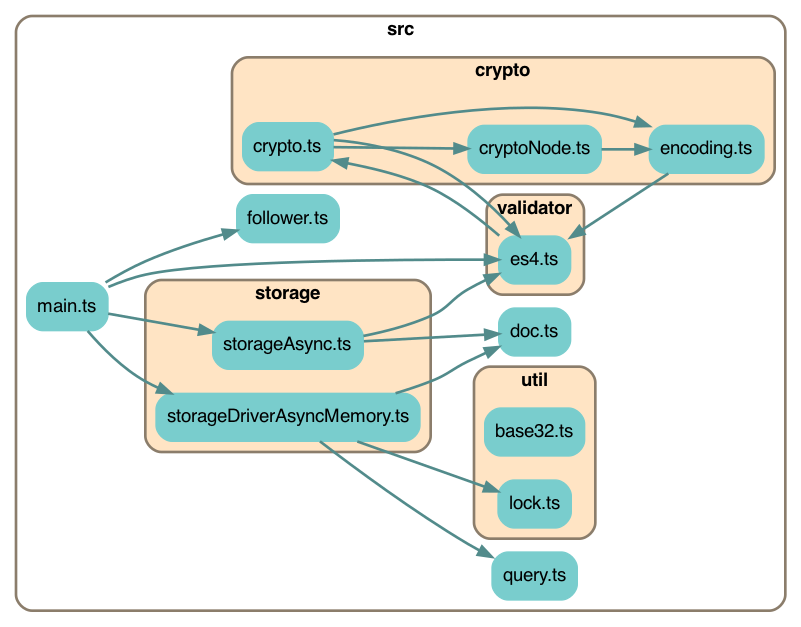 src
crypto
crypto.ts
cryptoNode.ts
encoding.ts
follower.ts
validator
es4.ts
main.ts
storage
storageAsync.ts
doc.ts
storageDriverAsyncMemory.ts
util
base32.ts
lock.ts
query.ts